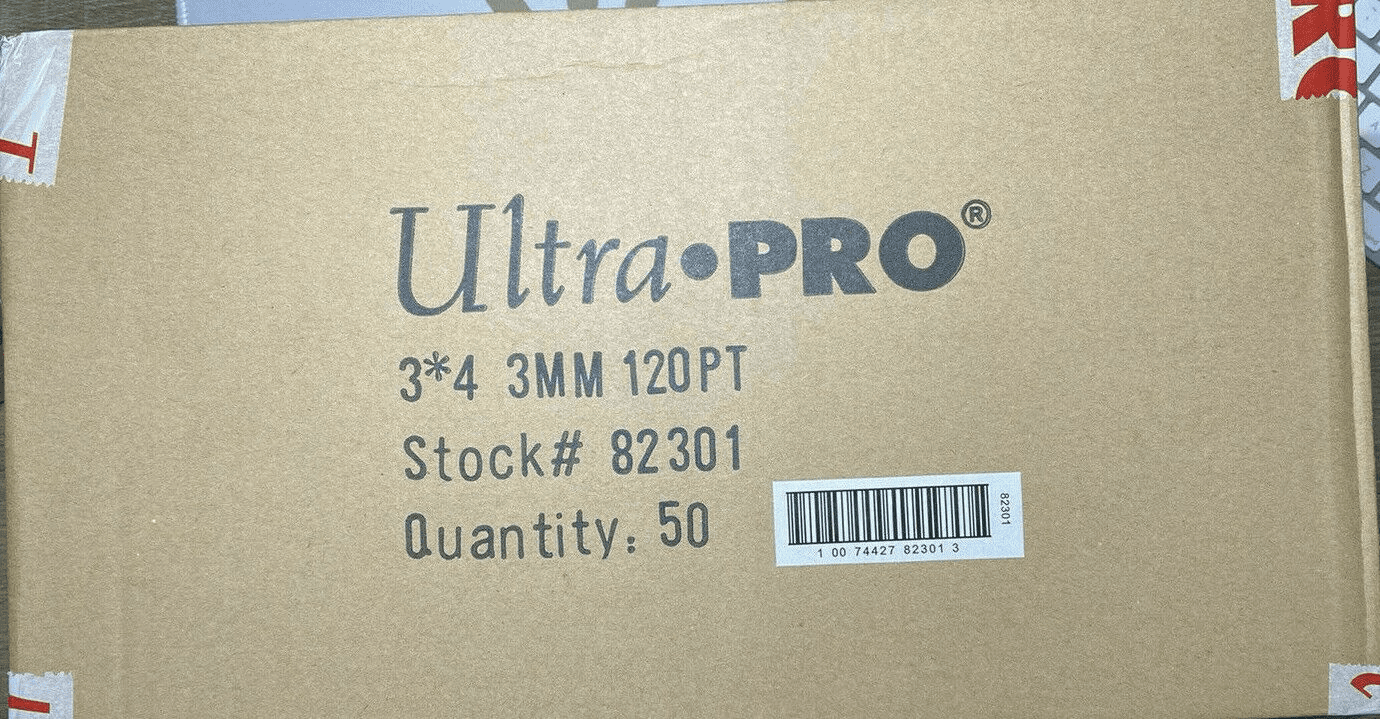 Ultra•PRO®
3*4 3MM 120PT
Stock# 82301
Quantity: 50
82301
1 00 74427 82301 3